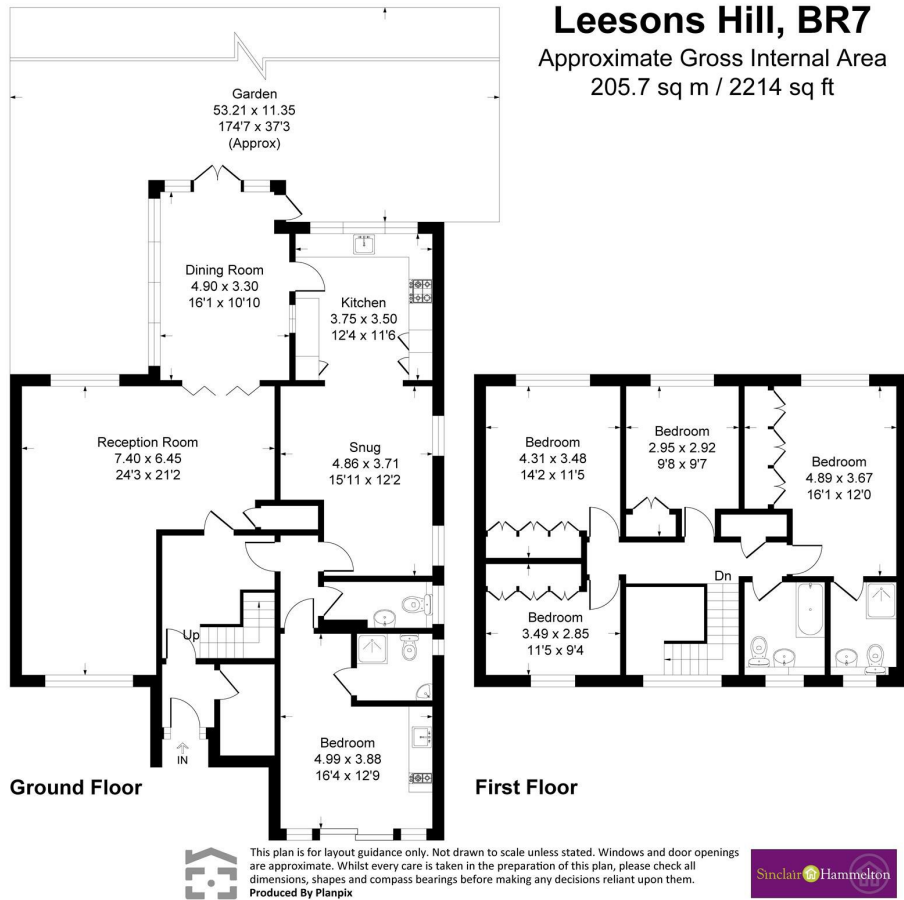 Leesons Hill, BR7
Approximate Gross Internal Area
205.7 sq m / 2214 sq ft
Garden
53.21 x 11.35
174'7 x 37'3
(Approx)
Dining Room
4.90 x 3.30
16'1 x 10'10
Kitchen
3.75 x 3.50
12'4 x 11'6
Reception Room
7.40 x 6.45
24'3 x 21'2
Snug
4.86 x 3.71
15'11 x 12'2
Up
IN
Bedroom
4.99 x 3.88
16'4 x 12'9
Ground Floor
Bedroom
4.31 x 3.48
14'2 x 11'5
Bedroom
2.95 x 2.92
9'8 x 9'7
Bedroom
4.89 x 3.67
16'1 x 12'0
Dn
Bedroom
3.49 x 2.85
11'5 x 9'4
First Floor
This plan is for layout guidance only. Not drawn to scale unless stated. Windows and door openings
are approximate. Whilst every care is taken in the preparation of this plan, please check all
dimensions, shapes and compass bearings before making any decisions reliant upon them.
Produced By Planpix
Sinclair Hammelton